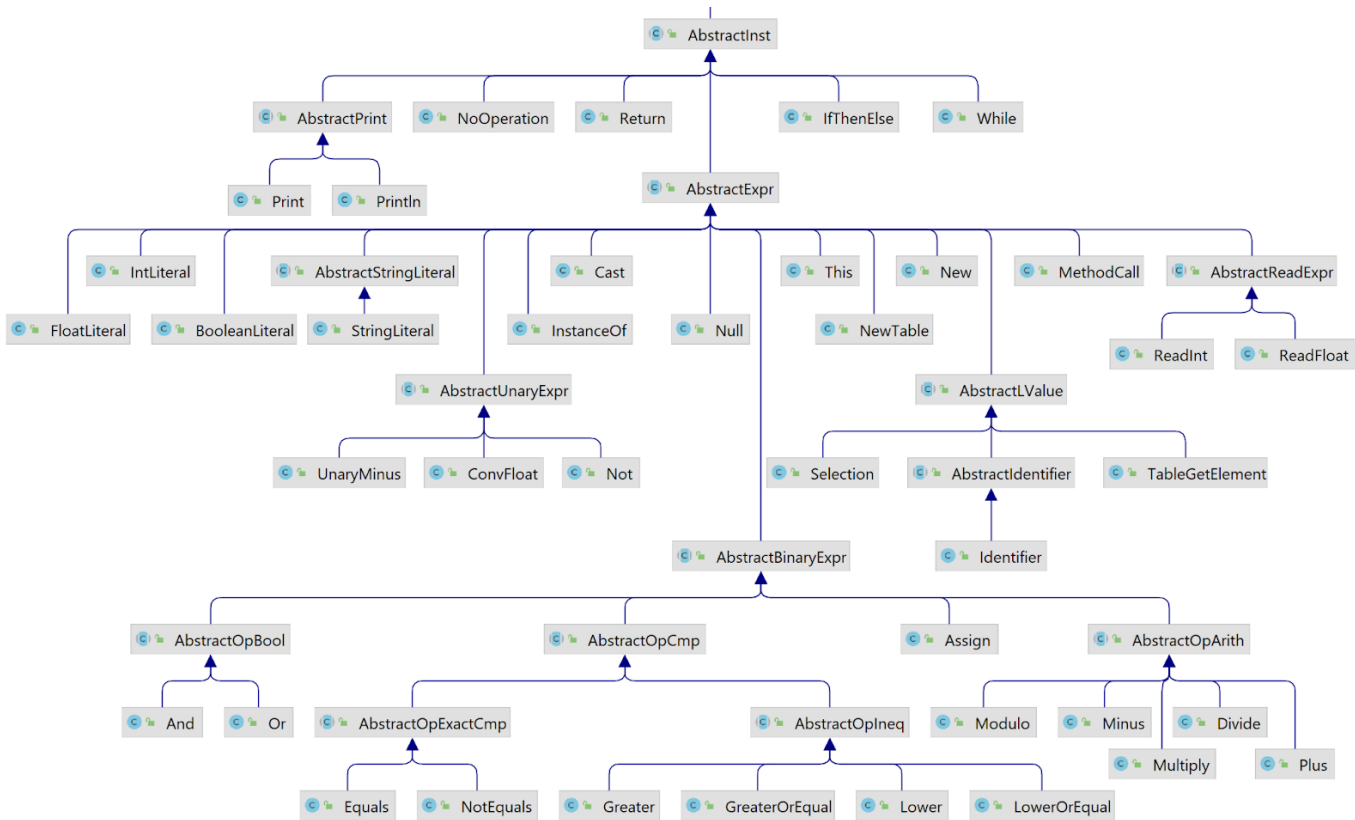 AbstractInst
AbstractPrint
NoOperation
Return
IfThenElse
While
Print
Println
AbstractExpr
IntLiteral
AbstractStringLiteral
Cast
This
New
MethodCall
AbstractReadExpr
FloatLiteral
BooleanLiteral
StringLiteral
InstanceOf
Null
NewTable
ReadInt
ReadFloat
AbstractUnaryExpr
AbstractLValue
UnaryMinus
ConvFloat
Not
Selection
AbstractIdentifier
TableGetElement
AbstractBinaryExpr
Identifier
AbstractOpBool
AbstractOpCmp
Assign
AbstractOpArith
And
Or
AbstractOpExactCmp
AbstractOpIneq
Modulo
Minus
Divide
Multiply
Plus
Equals
NotEquals
Greater
GreaterOrEqual
Lower
LowerOrEqual